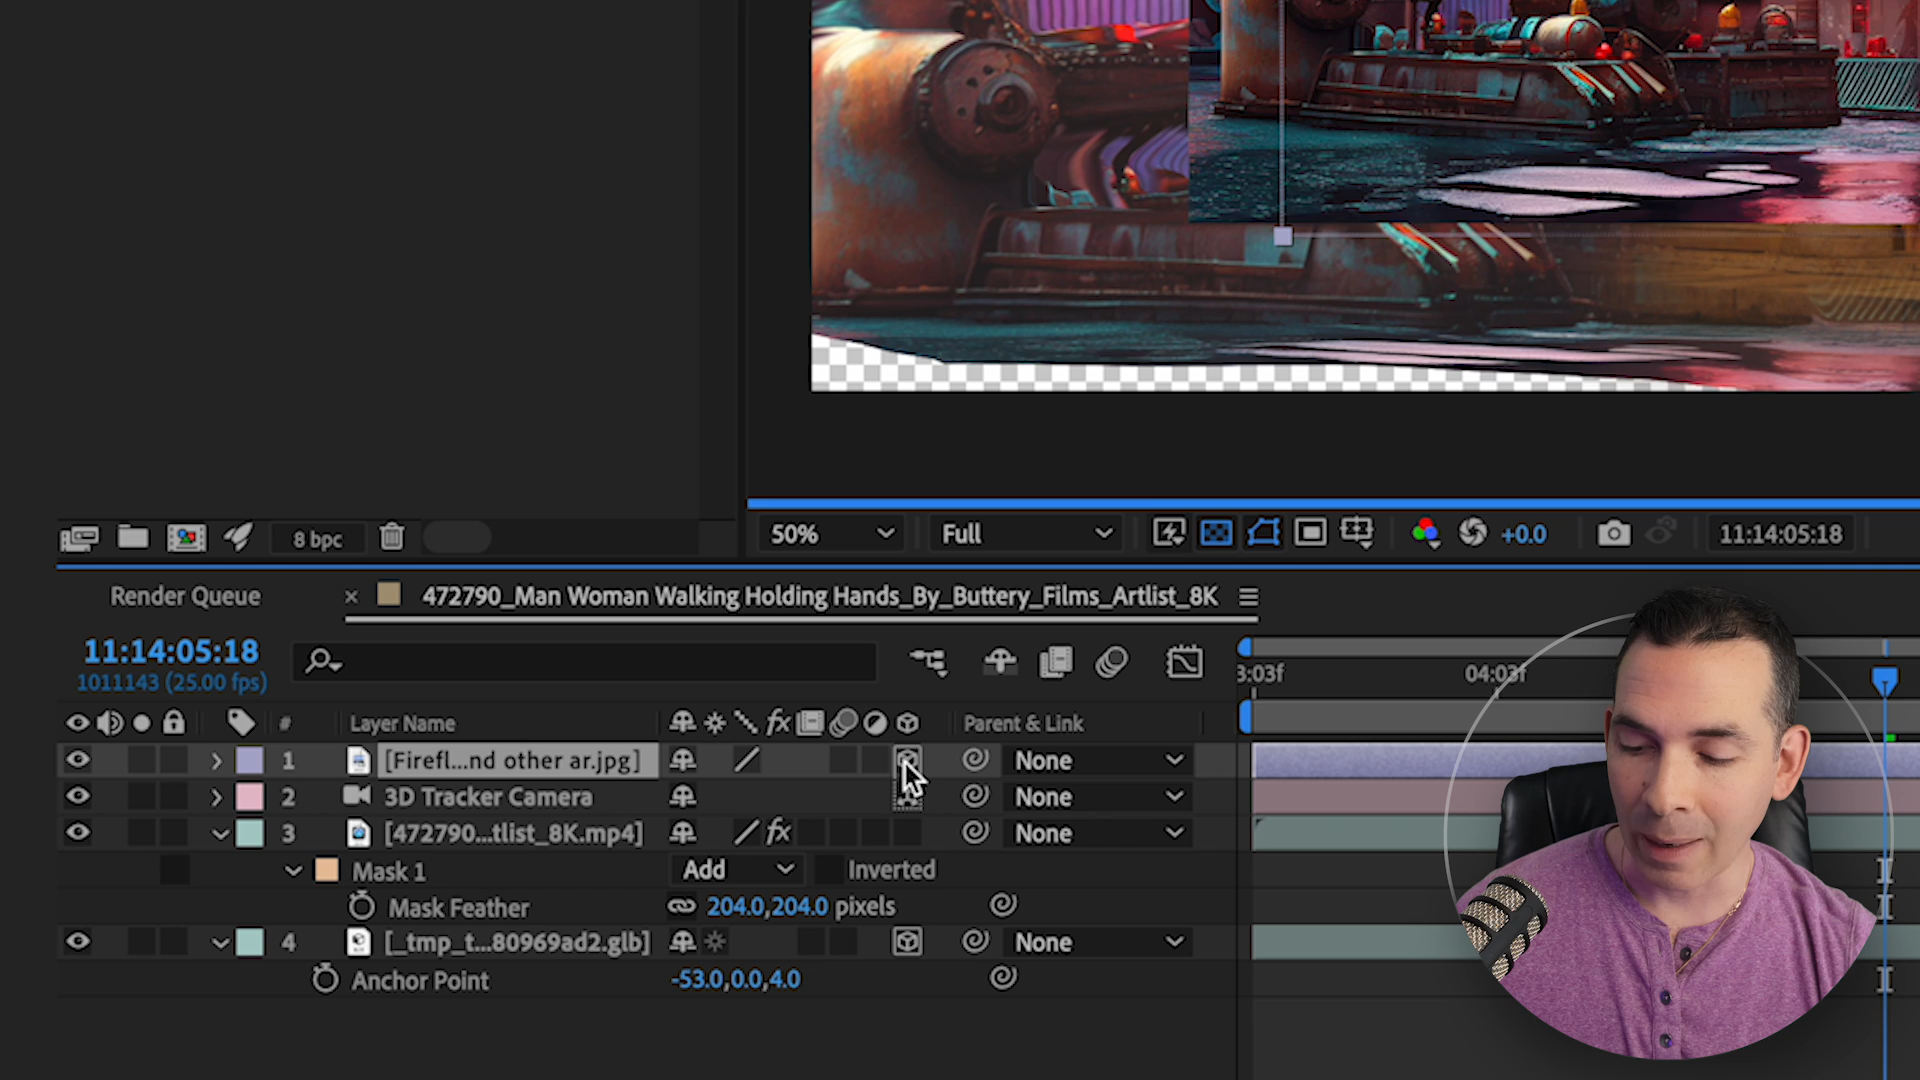 8 bpc
50%
Full
+0.0
11:14:05:18
Render Queue
472790_Man Woman Walking Holding Hands_By_Buttery_Films_Artlist_8K
11:14:05:18
1011143 (25.00 fps)
3:03f
04:03f
#
Layer Name
fx
Parent & Link
1
[Firefl...nd other ar.jpg]
None
2
3D Tracker Camera
None
3
[472790...tlist_8K.mp4]
fx
None
Mask 1
Add
Inverted
Mask Feather
204.0,204.0 pixels
4
[_tmp_t...80969ad2.glb]
None
Anchor Point
-53.0,0.0,4.0